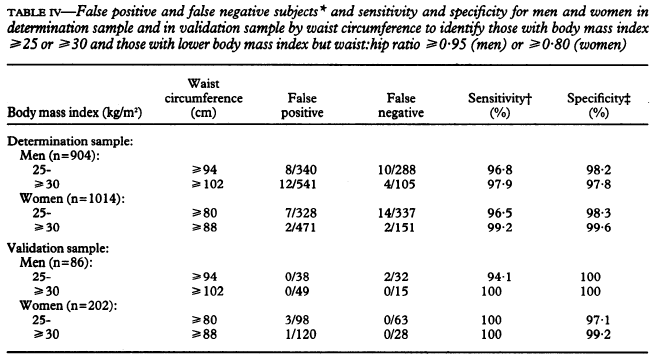 TABLE IV—False positive and false negative subjects* and sensitivity and specificity for men and women in
determination sample and in validation sample by waist circumference to identify those with body mass index
≥25 or ≥30 and those with lower body mass index but waist:hip ratio ≥0·95 (men) or ≥0·80 (women)
Body mass index (kg/m²) Waist circumference (cm) False positive False negative Sensitivity† (%) Specificity‡ (%)
Determination sample:
Men (n=904):
25- ≥94 8/340 10/288 96·8 98·2
≥30 ≥102 12/541 4/105 97·9 97·8
Women (n=1014):
25- ≥80 7/328 14/337 96·5 98·3
≥30 ≥88 2/471 2/151 99·2 99·6
Validation sample:
Men (n=86):
25- ≥94 0/38 2/32 94·1 100
≥30 ≥102 0/49 0/15 100 100
Women (n=202):
25- ≥80 3/98 0/63 100 97·1
≥30 ≥88 1/120 0/28 100 99·2